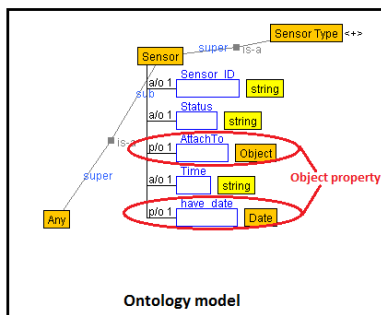 Sensor Type <+>
super
is-a
Sensor
sub
a/o 1 Sensor_ID string
a/o 1 Status string
is-a
p/o 1 AttachTo Object
Object property
super
a/o 1 Time string
p/o 1 have_date Date
Any
Ontology model